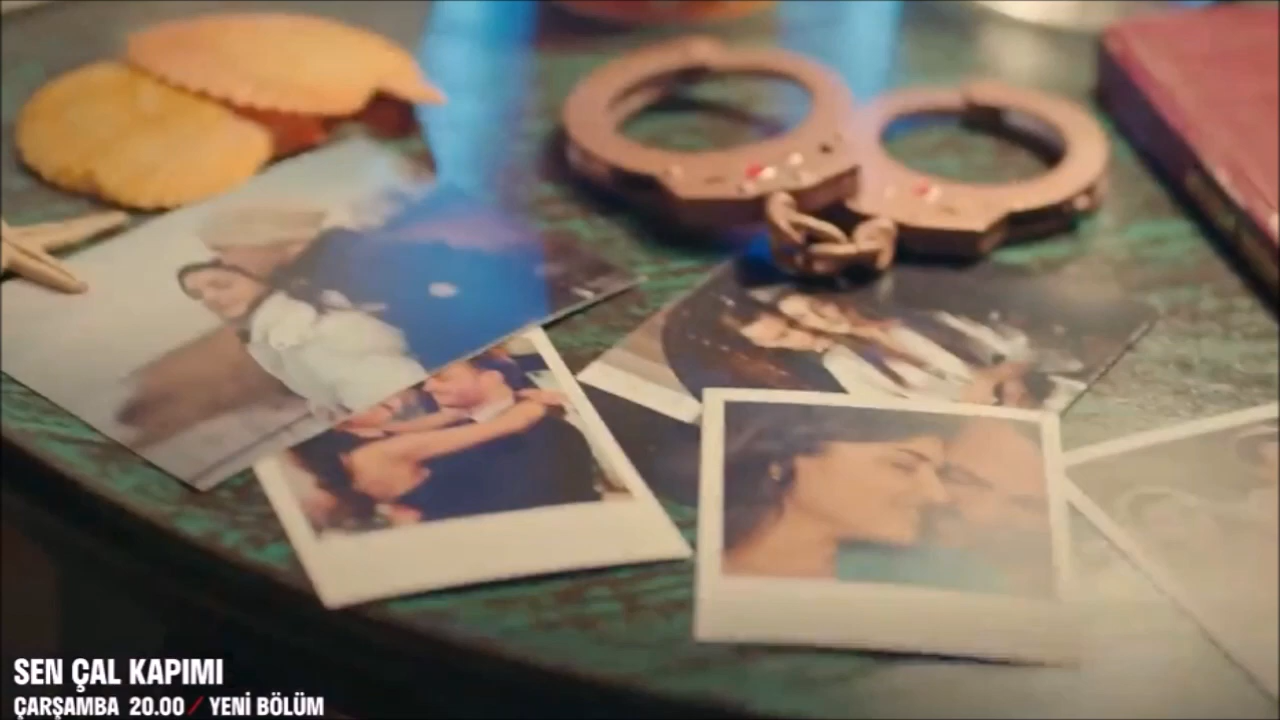 SEN ÇAL KAPIMI
ÇARŞAMBA 20.00 / YENİ BÖLÜM